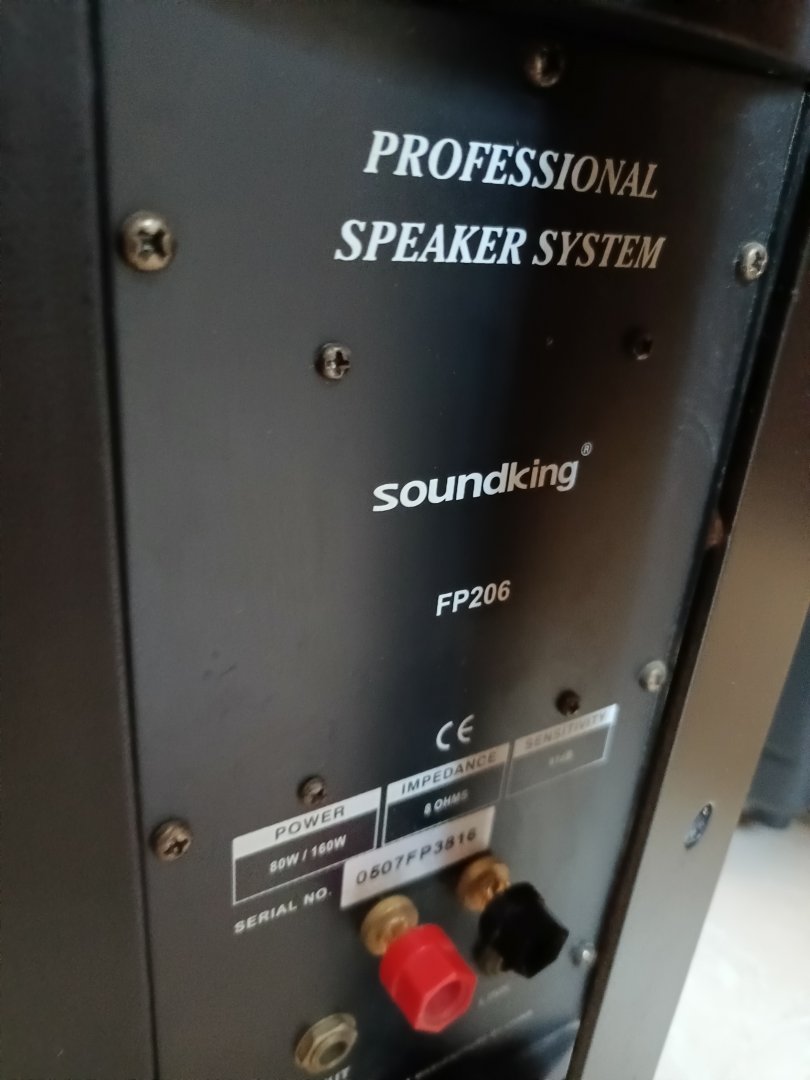 PROFESSIONAL
SPEAKER SYSTEM
soundking®
FP206
CE
POWER IMPEDANCE SENSITIVITY
80W / 160W 8 OHMS
SERIAL NO. 0507FP3816